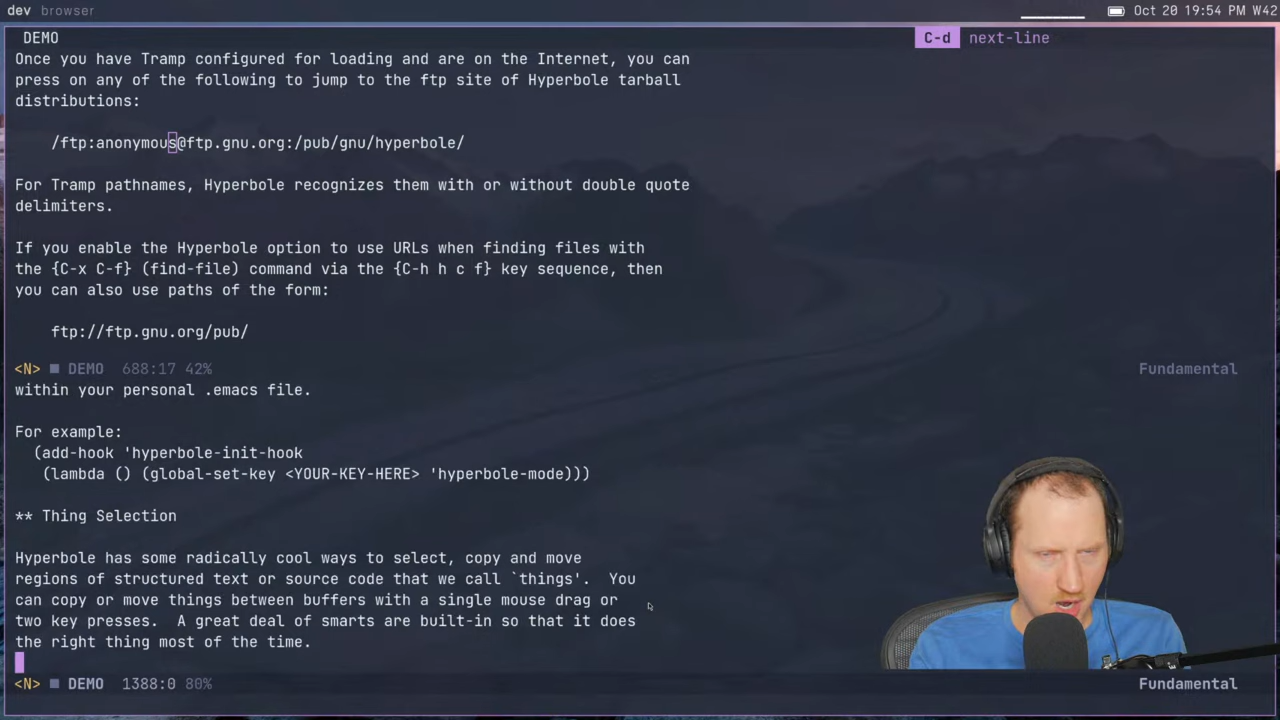 dev browser
Oct 20 19:54 PM W42
DEMO
C-d next-line
Once you have Tramp configured for loading and are on the Internet, you can
press on any of the following to jump to the ftp site of Hyperbole tarball
distributions:
/ftp:anonymous@ftp.gnu.org:/pub/gnu/hyperbole/
For Tramp pathnames, Hyperbole recognizes them with or without double quote
delimiters.
If you enable the Hyperbole option to use URLs when finding files with
the {C-x C-f} (find-file) command via the {C-h h c f} key sequence, then
you can also use paths of the form:
ftp://ftp.gnu.org/pub/
<N> DEMO 688:17 42% Fundamental
within your personal .emacs file.
For example:
(add-hook 'hyperbole-init-hook
(lambda () (global-set-key <YOUR-KEY-HERE> 'hyperbole-mode)))
** Thing Selection
Hyperbole has some radically cool ways to select, copy and move
regions of structured text or source code that we call `things'.  You
can copy or move things between buffers with a single mouse drag or
two key presses.  A great deal of smarts are built-in so that it does
the right thing most of the time.
<N> DEMO 1388:0 80% Fundamental